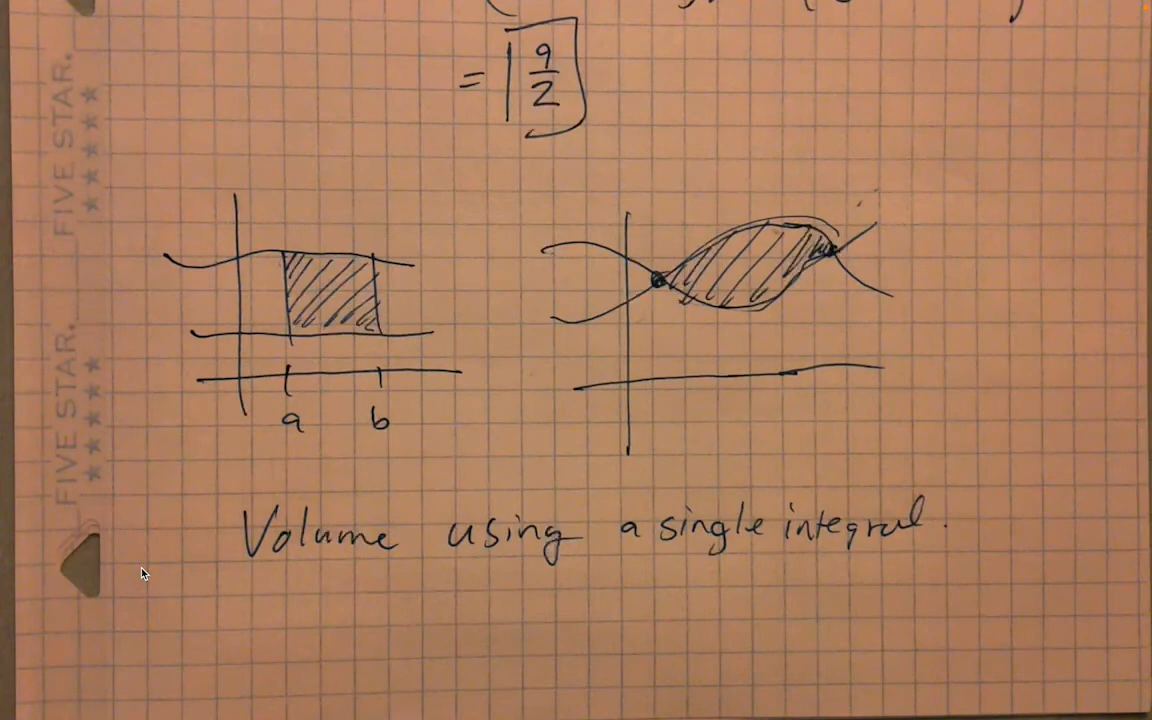 = 9/2
a b
Volume using a single integral.
FIVE STAR.
FIVE STAR.